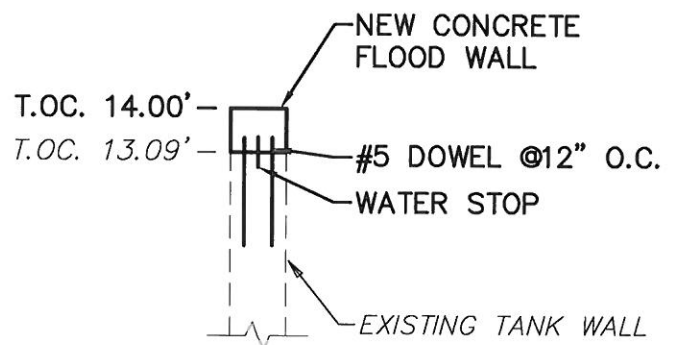 NEW CONCRETE
FLOOD WALL
T.OC. 14.00'
T.OC. 13.09'
#5 DOWEL @12" O.C.
WATER STOP
EXISTING TANK WALL